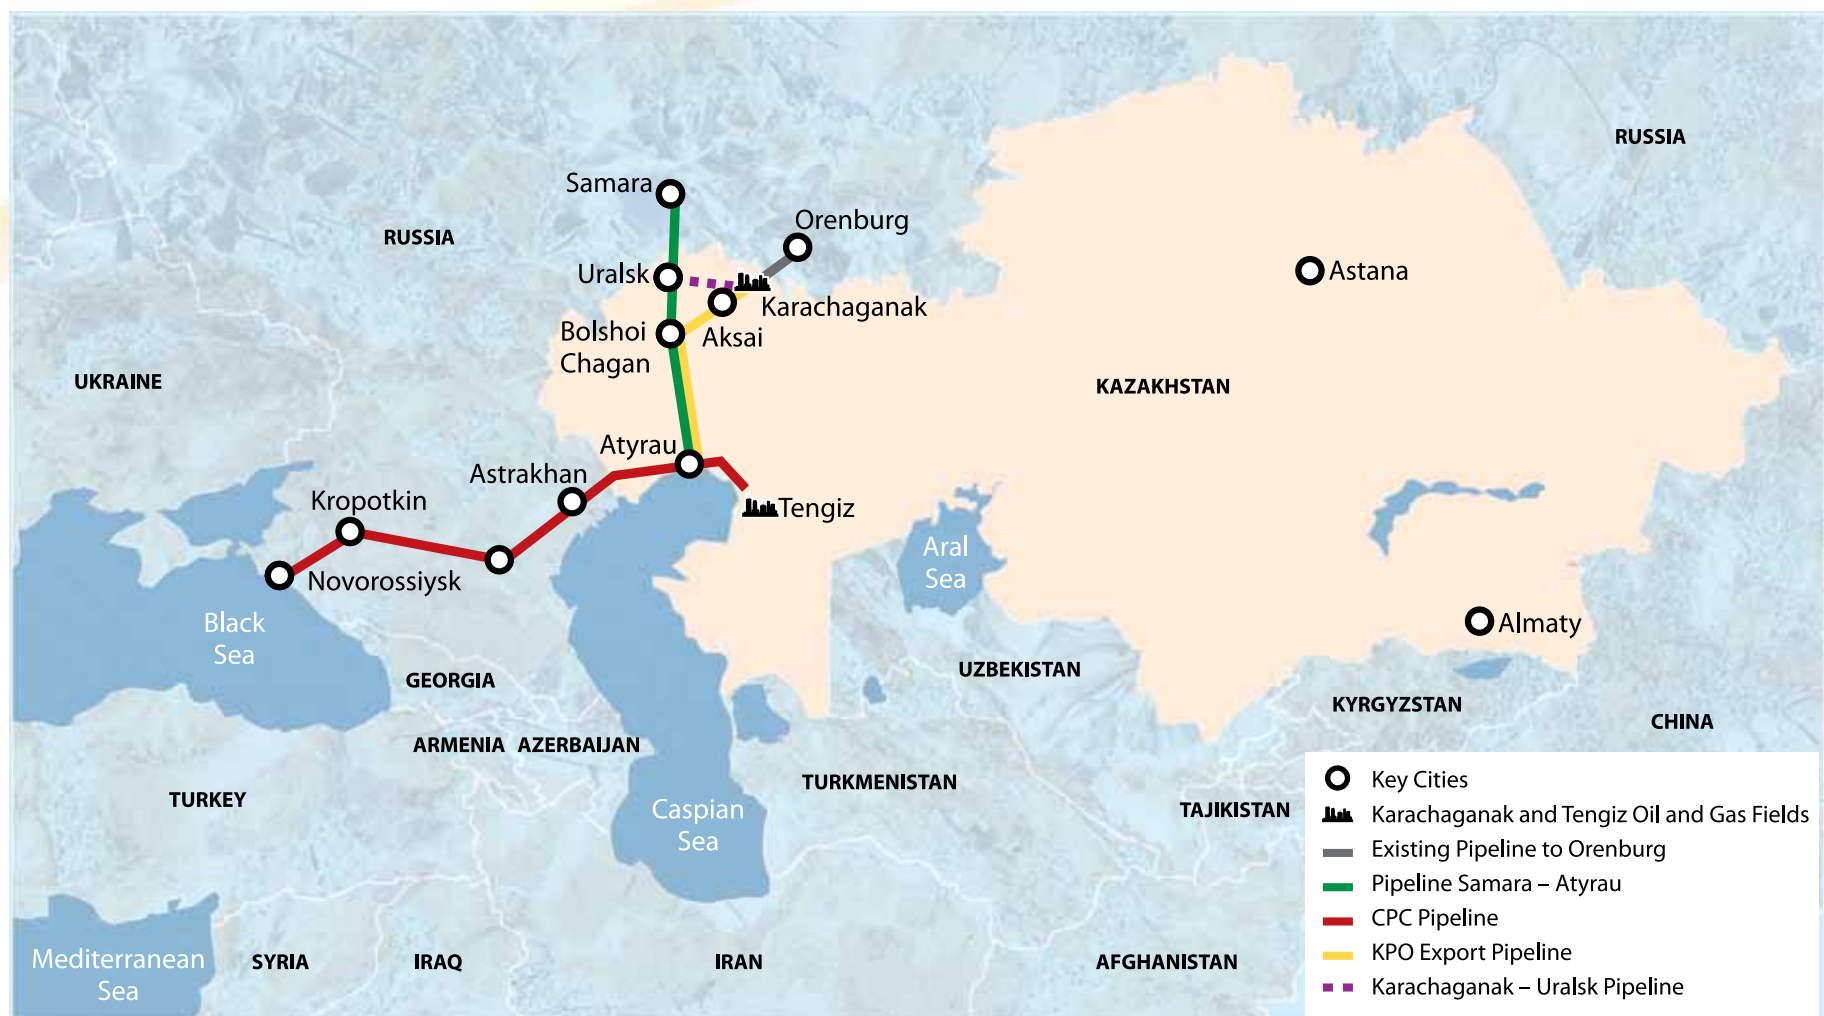 RUSSIA
Samara
Orenburg
RUSSIA
Uralsk
Astana
Karachaganak
Bolshoi
Chagan
Aksai
UKRAINE
KAZAKHSTAN
Atyrau
Astrakhan
Kropotkin
Tengiz
Aral
Sea
Novorossiysk
Black
Sea
Almaty
GEORGIA
UZBEKISTAN
KYRGYZSTAN
CHINA
ARMENIA
AZERBAIJAN
TURKEY
TURKMENISTAN
Caspian
Sea
TAJIKISTAN
Mediterranean
Sea
SYRIA
IRAQ
IRAN
AFGHANISTAN
Key Cities
Karachaganak and Tengiz Oil and Gas Fields
Existing Pipeline to Orenburg
Pipeline Samara – Atyrau
CPC Pipeline
KPO Export Pipeline
Karachaganak – Uralsk Pipeline